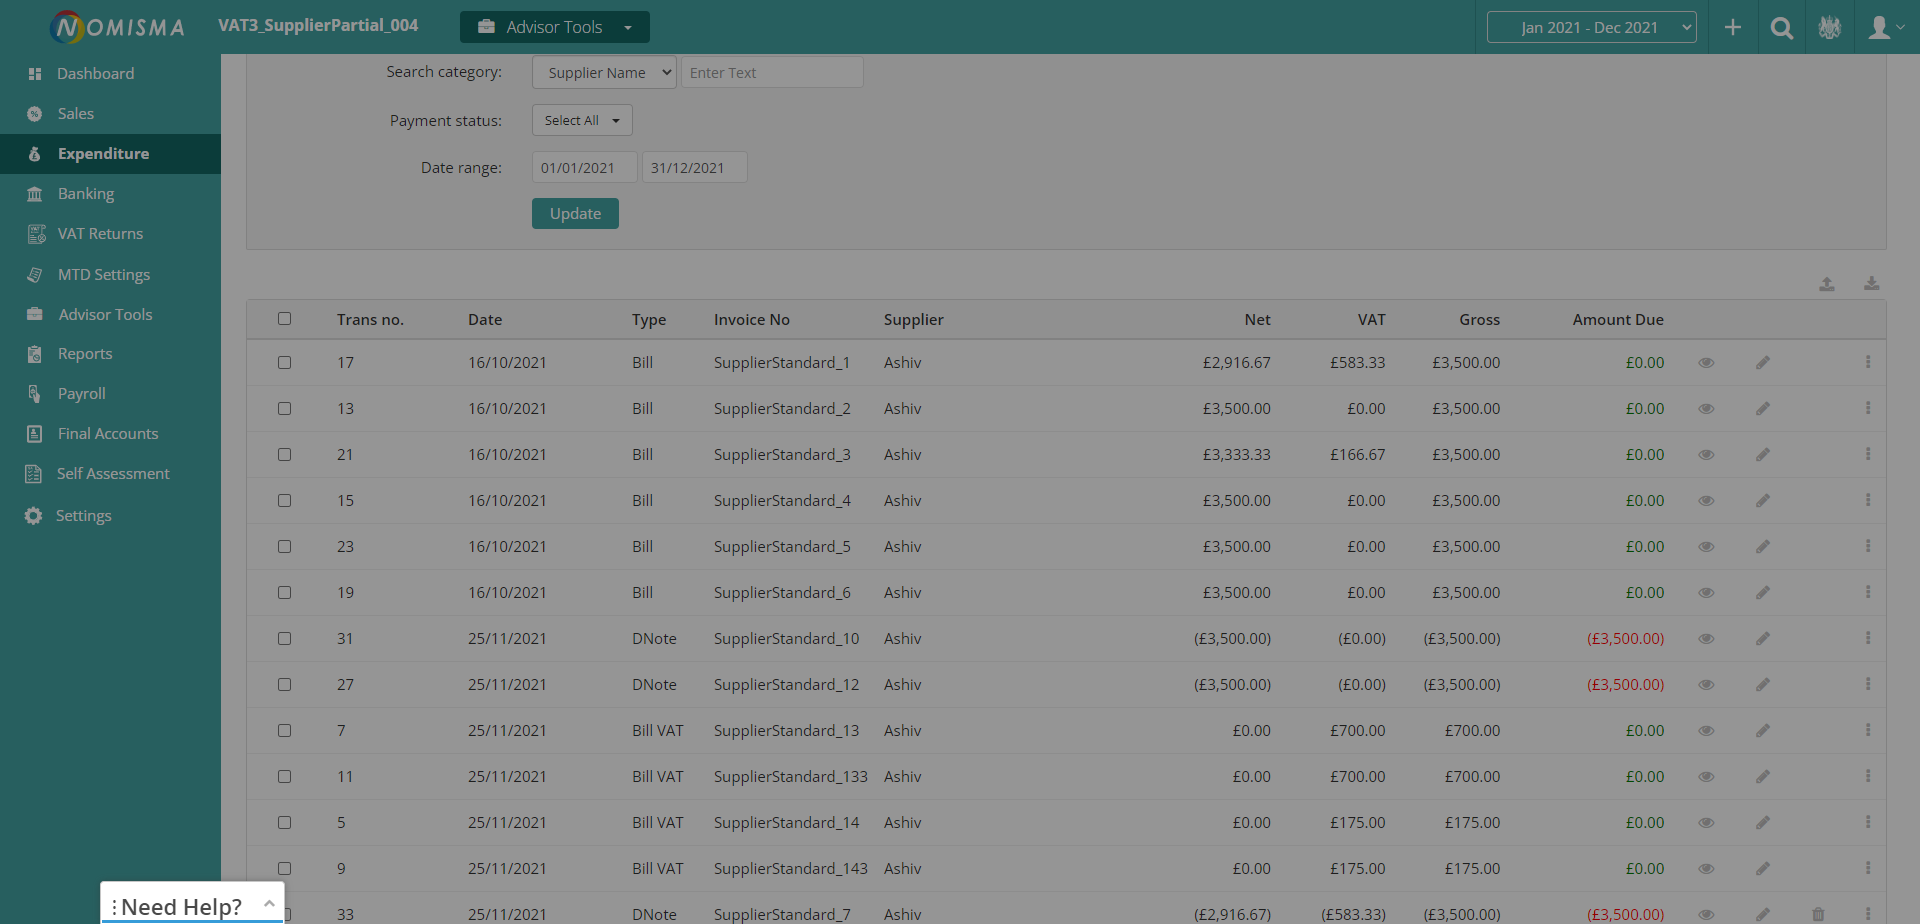 NOMISMA VAT3_SupplierPartial_004 Advisor Tools Jan 2021 - Dec 2021
Dashboard
Sales
Expenditure
Banking
VAT Returns
MTD Settings
Advisor Tools
Reports
Payroll
Final Accounts
Self Assessment
Settings
Search category: Supplier Name Enter Text
Payment status: Select All
Date range: 01/01/2021 31/12/2021
Update
Trans no. Date Type Invoice No Supplier Net VAT Gross Amount Due
17 16/10/2021 Bill SupplierStandard_1 Ashiv £2,916.67 £583.33 £3,500.00 £0.00
13 16/10/2021 Bill SupplierStandard_2 Ashiv £3,500.00 £0.00 £3,500.00 £0.00
21 16/10/2021 Bill SupplierStandard_3 Ashiv £3,333.33 £166.67 £3,500.00 £0.00
15 16/10/2021 Bill SupplierStandard_4 Ashiv £3,500.00 £0.00 £3,500.00 £0.00
23 16/10/2021 Bill SupplierStandard_5 Ashiv £3,500.00 £0.00 £3,500.00 £0.00
19 16/10/2021 Bill SupplierStandard_6 Ashiv £3,500.00 £0.00 £3,500.00 £0.00
31 25/11/2021 DNote SupplierStandard_10 Ashiv (£3,500.00) (£0.00) (£3,500.00) (£3,500.00)
27 25/11/2021 DNote SupplierStandard_12 Ashiv (£3,500.00) (£0.00) (£3,500.00) (£3,500.00)
7 25/11/2021 Bill VAT SupplierStandard_13 Ashiv £0.00 £700.00 £700.00 £0.00
11 25/11/2021 Bill VAT SupplierStandard_133 Ashiv £0.00 £700.00 £700.00 £0.00
5 25/11/2021 Bill VAT SupplierStandard_14 Ashiv £0.00 £175.00 £175.00 £0.00
9 25/11/2021 Bill VAT SupplierStandard_143 Ashiv £0.00 £175.00 £175.00 £0.00
33 25/11/2021 DNote SupplierStandard_7 Ashiv (£2,916.67) (£583.33) (£3,500.00) (£3,500.00)
Need Help?